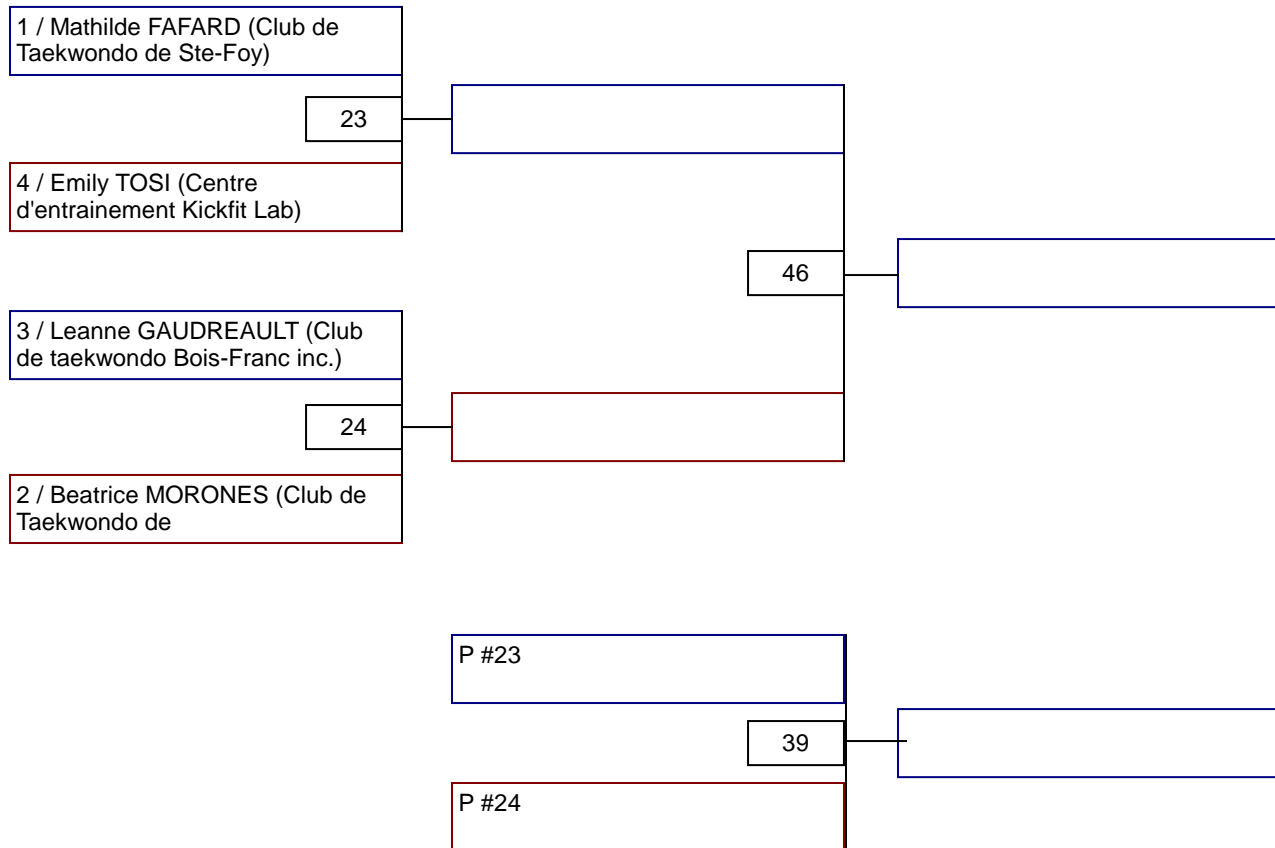 1 / Mathilde FAFARD (Club de
Taekwondo de Ste-Foy)
23
4 / Emily TOSI (Centre
d'entrainement Kickfit Lab)
46
3 / Leanne GAUDREAULT (Club
de taekwondo Bois-Franc inc.)
24
2 / Beatrice MORONES (Club de
Taekwondo de
P #23
39
P #24